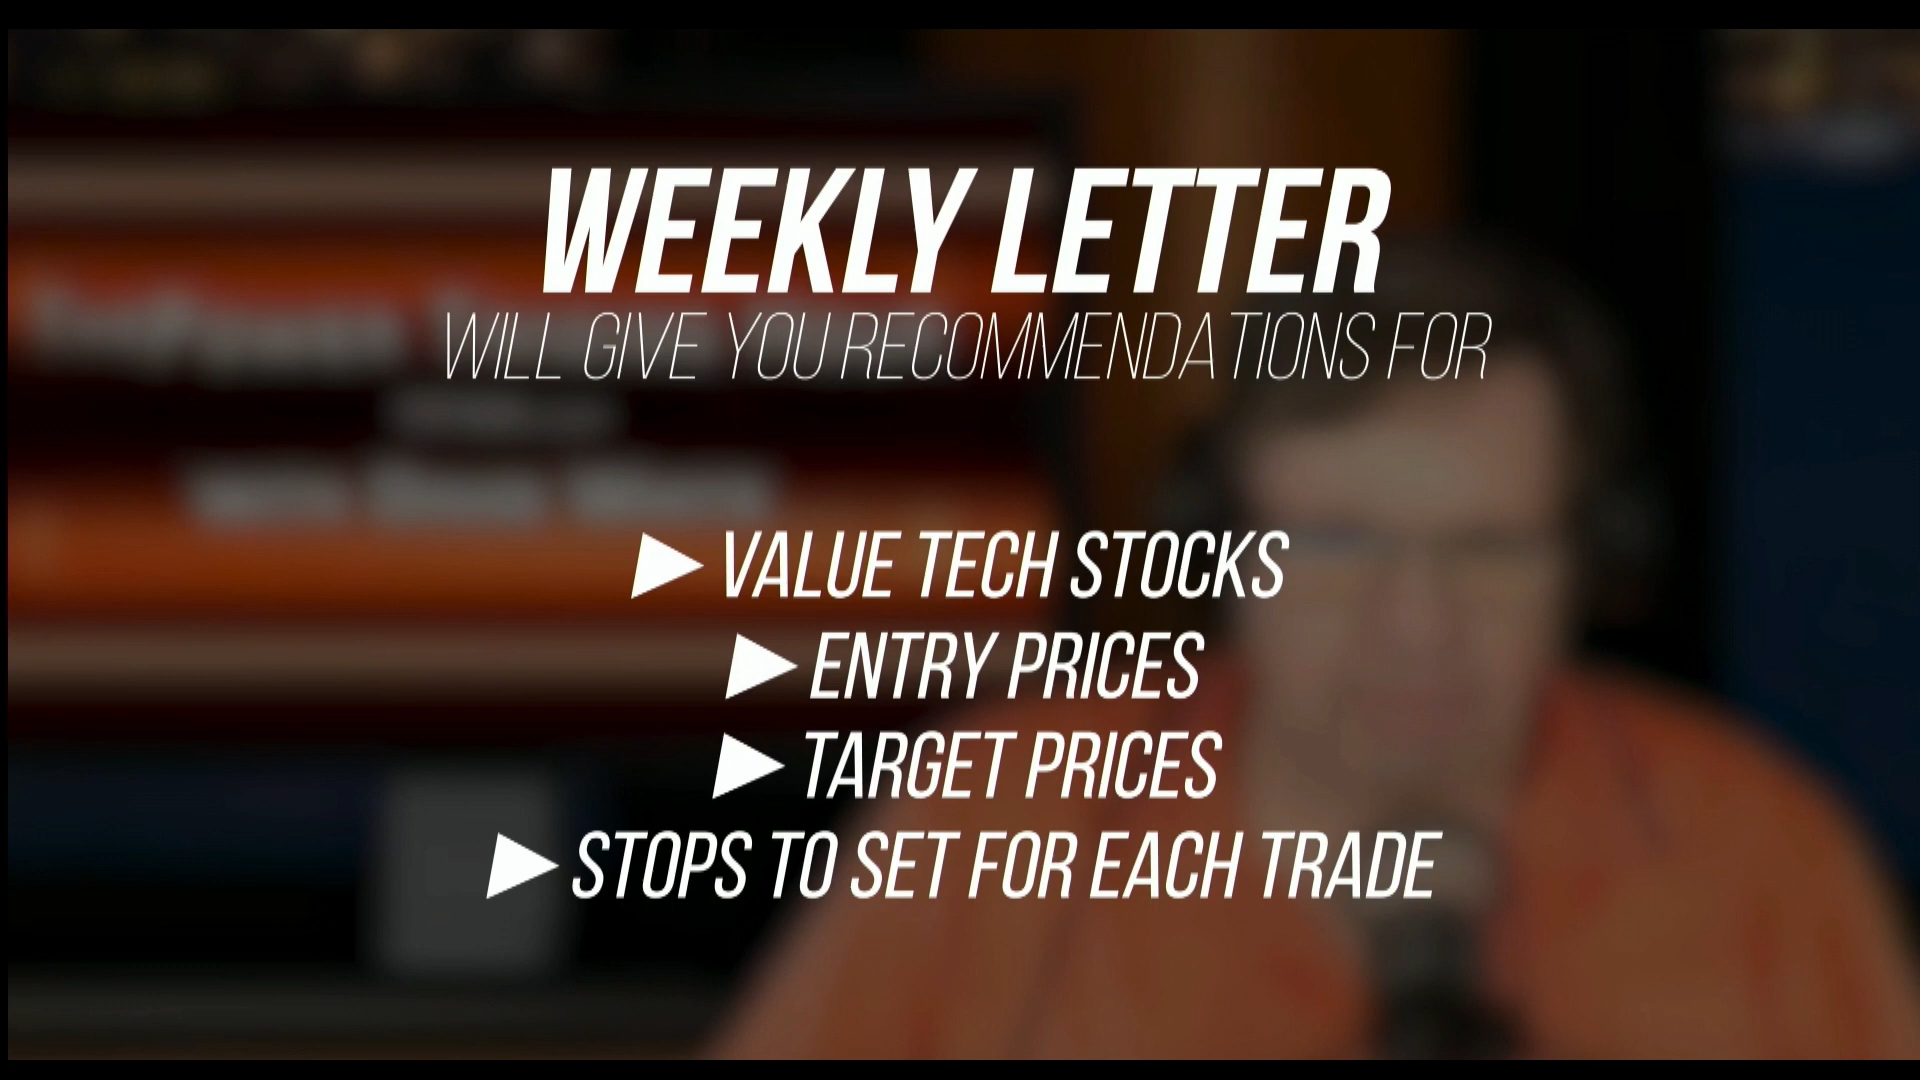 WEEKLY LETTER
WILL GIVE YOU RECOMMENDATIONS FOR
▶ VALUE TECH STOCKS
▶ ENTRY PRICES
▶ TARGET PRICES
▶ STOPS TO SET FOR EACH TRADE